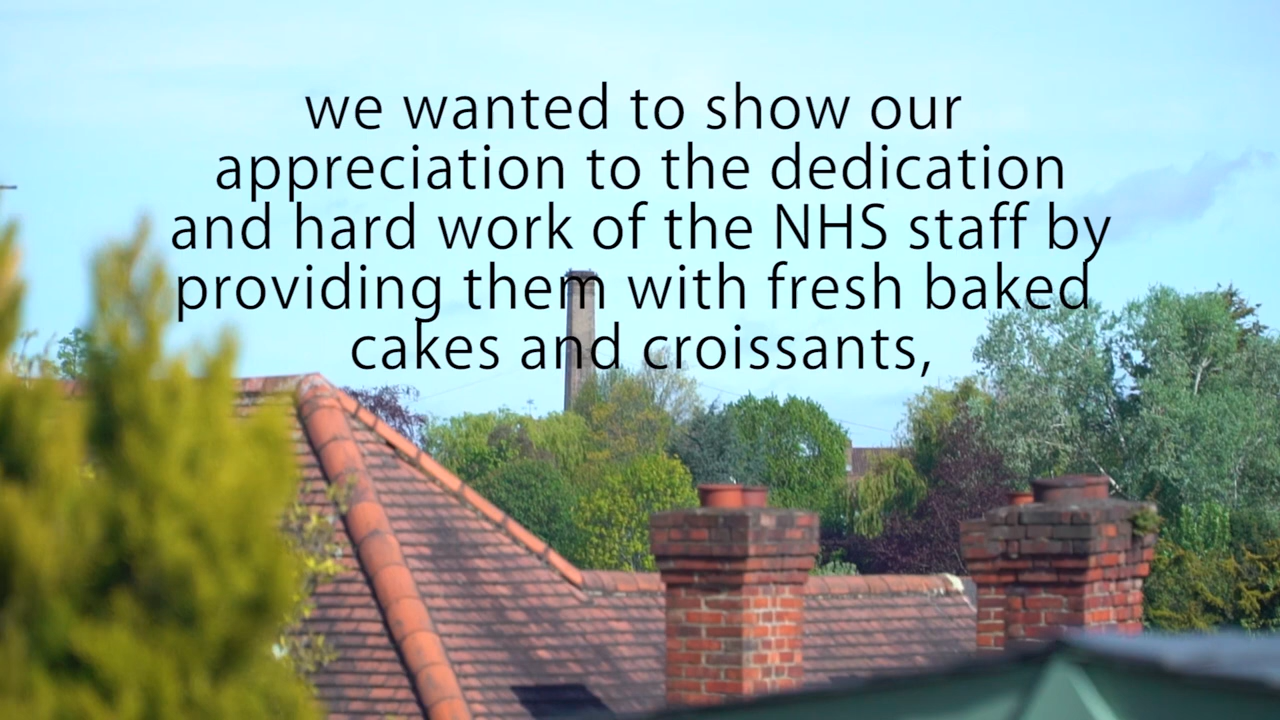 we wanted to show our
appreciation to the dedication
and hard work of the NHS staff by
providing them with fresh baked
cakes and croissants,